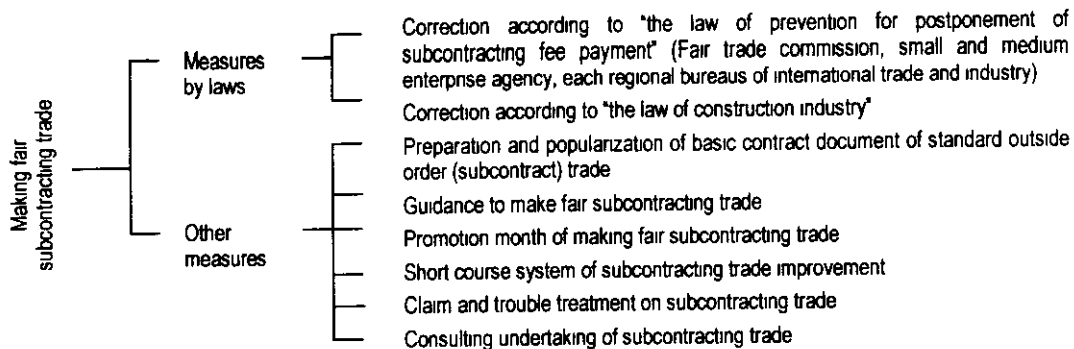 Making fair
subcontracting trade
Measures
by laws
Correction according to "the law of prevention for postponement of
subcontracting fee payment" (Fair trade commission, small and medium
enterprise agency, each regional bureaus of international trade and industry)
Correction according to "the law of construction industry"
Other
measures
Preparation and popularization of basic contract document of standard outside
order (subcontract) trade
Guidance to make fair subcontracting trade
Promotion month of making fair subcontracting trade
Short course system of subcontracting trade improvement
Claim and trouble treatment on subcontracting trade
Consulting undertaking of subcontracting trade